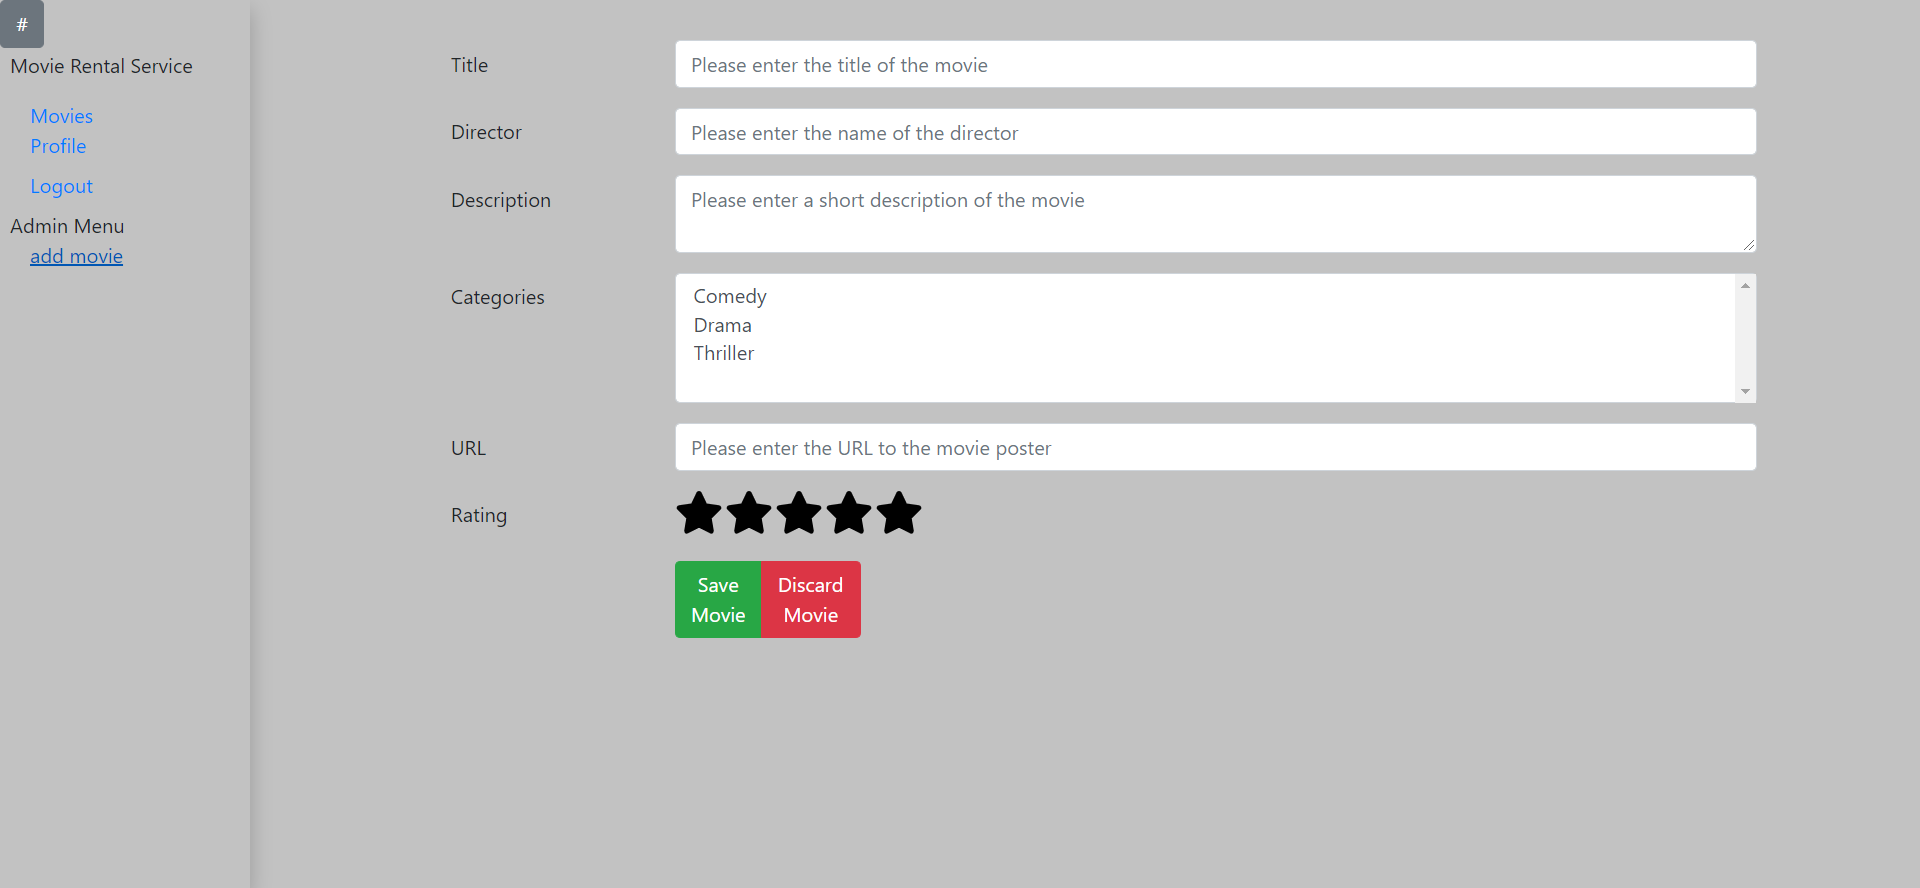 #
Movie Rental Service
Movies
Profile
Logout
Admin Menu
add movie
Title
Please enter the title of the movie
Director
Please enter the name of the director
Description
Please enter a short description of the movie
Categories
Comedy
Drama
Thriller
URL
Please enter the URL to the movie poster
Rating
Save
Movie
Discard
Movie